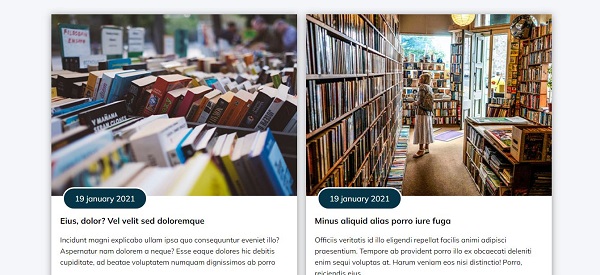 FILOSOFIA
Y MAÑANA
19 january 2021
Eius, dolor? Vel velit sed doloremque
Incidunt magni explicabo ullam ipsa quo consequuntur eveniet illo?
Aspernatur nam dolorem a neque? Esse eaque dolores hic debitis
cupiditate, ad beatae voluptatem numquam dignissimos ab porro
19 january 2021
Minus aliquid alias porro iure fuga
Officiis veritatis id illo eligendi repellat facilis animi adipisci
praesentium. Tempore ab provident porro illo ex obcaecati deleniti
enim sequi voluptas at. Harum veniam eos nisi distinctio! Porro,
reiciendis eius